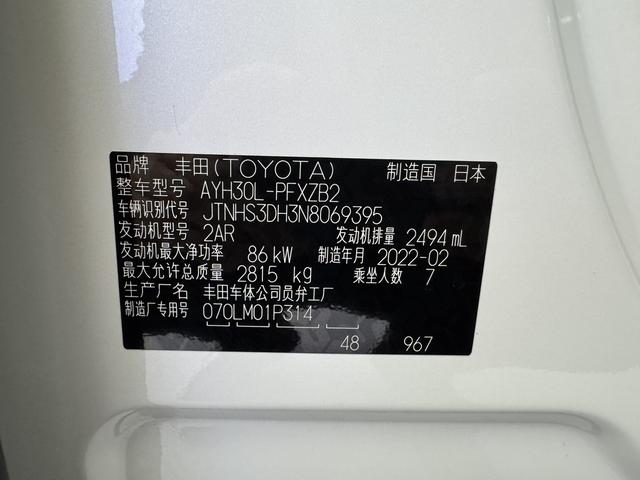 品牌 丰田(TOYOTA) 制造国 日本
整车型号 AYH30L-PFXZB2
车辆识别代号 JTNHS3DH3N8069395
发动机型号 2AR 发动机排量 2494 mL
发动机最大净功率 86 kW 制造年月 2022-02
最大允许总质量 2815 kg 乘坐人数 7
生产厂名 丰田车体公司员弁工厂
制造厂专用号 070LM01P314
48 967